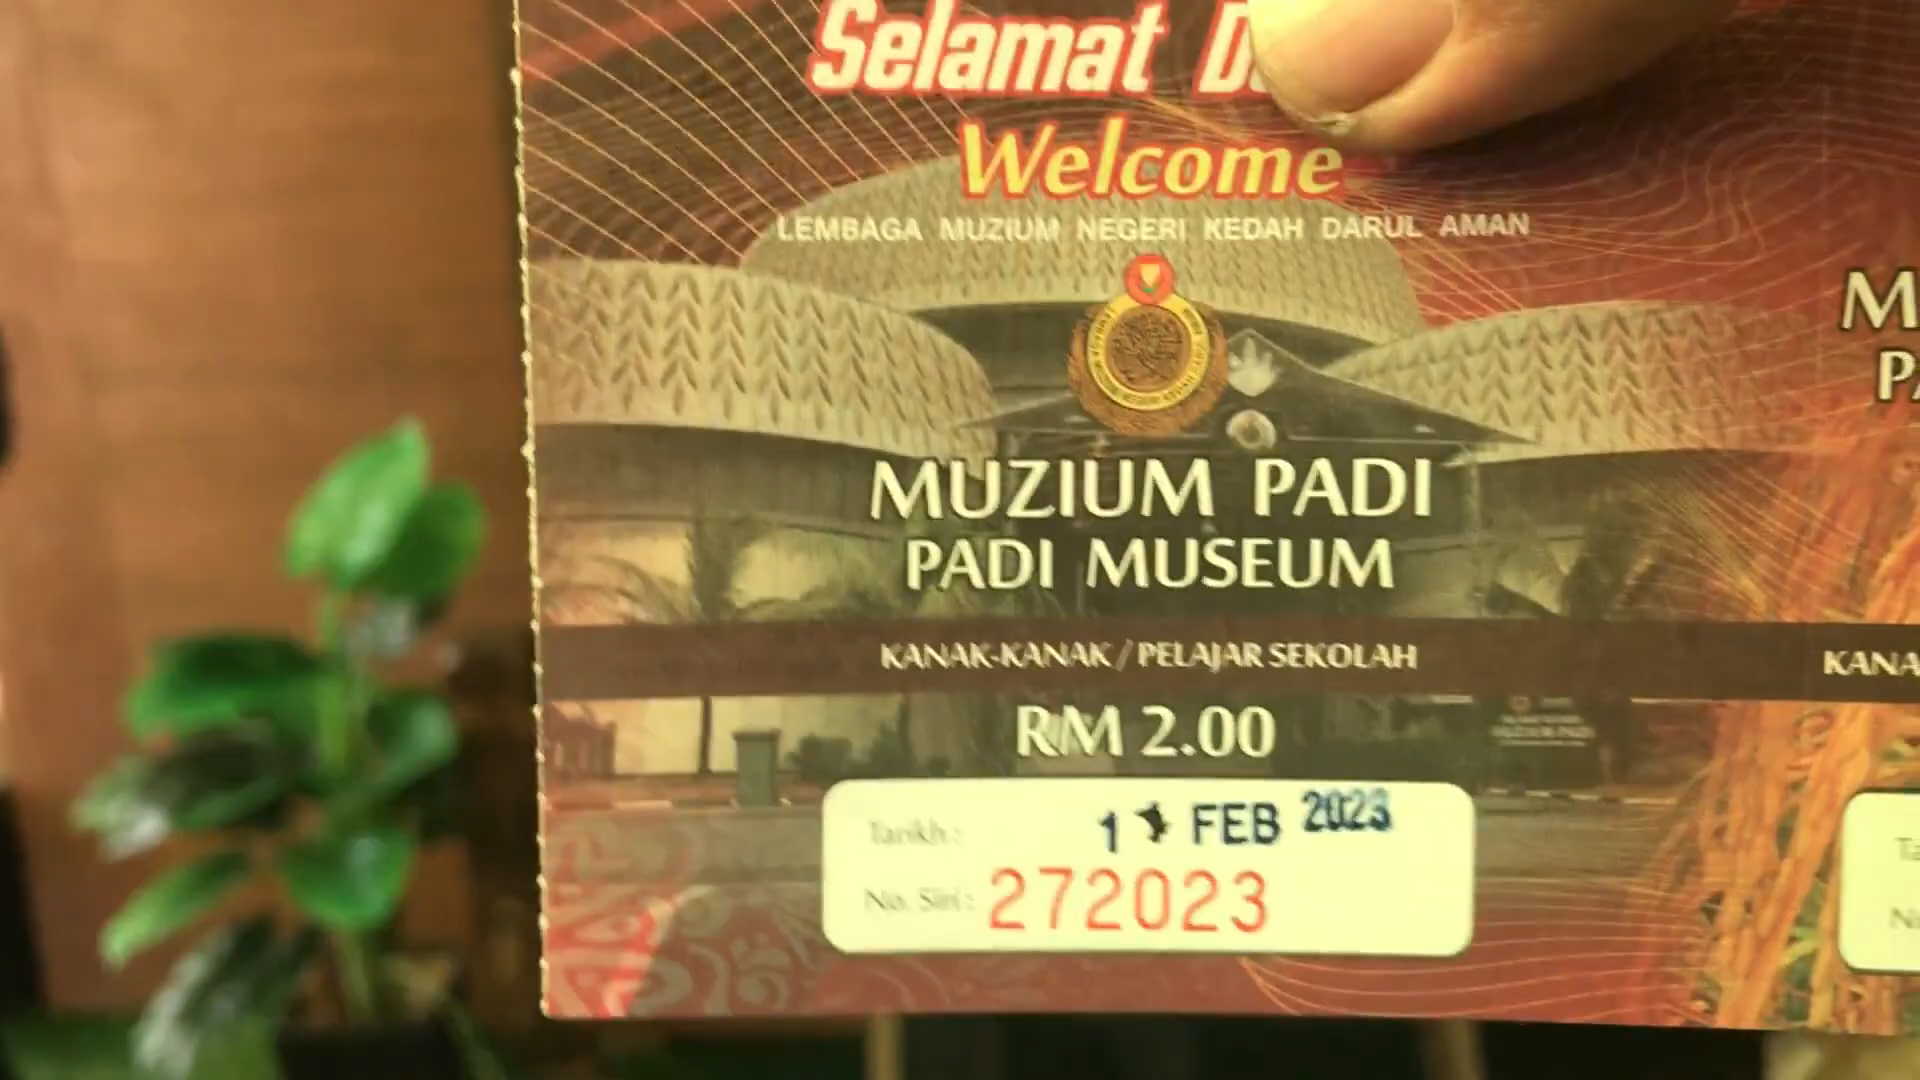 Selamat
Welcome
LEMBAGA MUZIUM NEGERI KEDAH DARUL AMAN
MUZIUM PADI
PADI MUSEUM
KANAK-KANAK / PELAJAR SEKOLAH
RM 2.00
Tarikh : FEB 2023
No. Siri : 272023